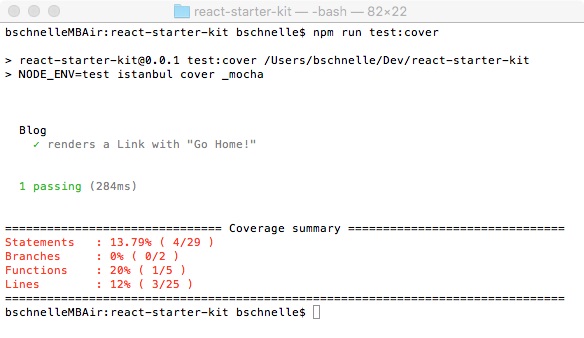 react-starter-kit — -bash — 82×22
bschnelleMBAir:react-starter-kit bschnelle$ npm run test:cover
> react-starter-kit@0.0.1 test:cover /Users/bschnelle/Dev/react-starter-kit
> NODE_ENV=test istanbul cover _mocha
Blog
✓ renders a Link with "Go Home!"
1 passing (284ms)
=============================== Coverage summary ===============================
Statements   : 13.79% ( 4/29 )
Branches     : 0% ( 0/2 )
Functions    : 20% ( 1/5 )
Lines        : 12% ( 3/25 )
================================================================================
bschnelleMBAir:react-starter-kit bschnelle$